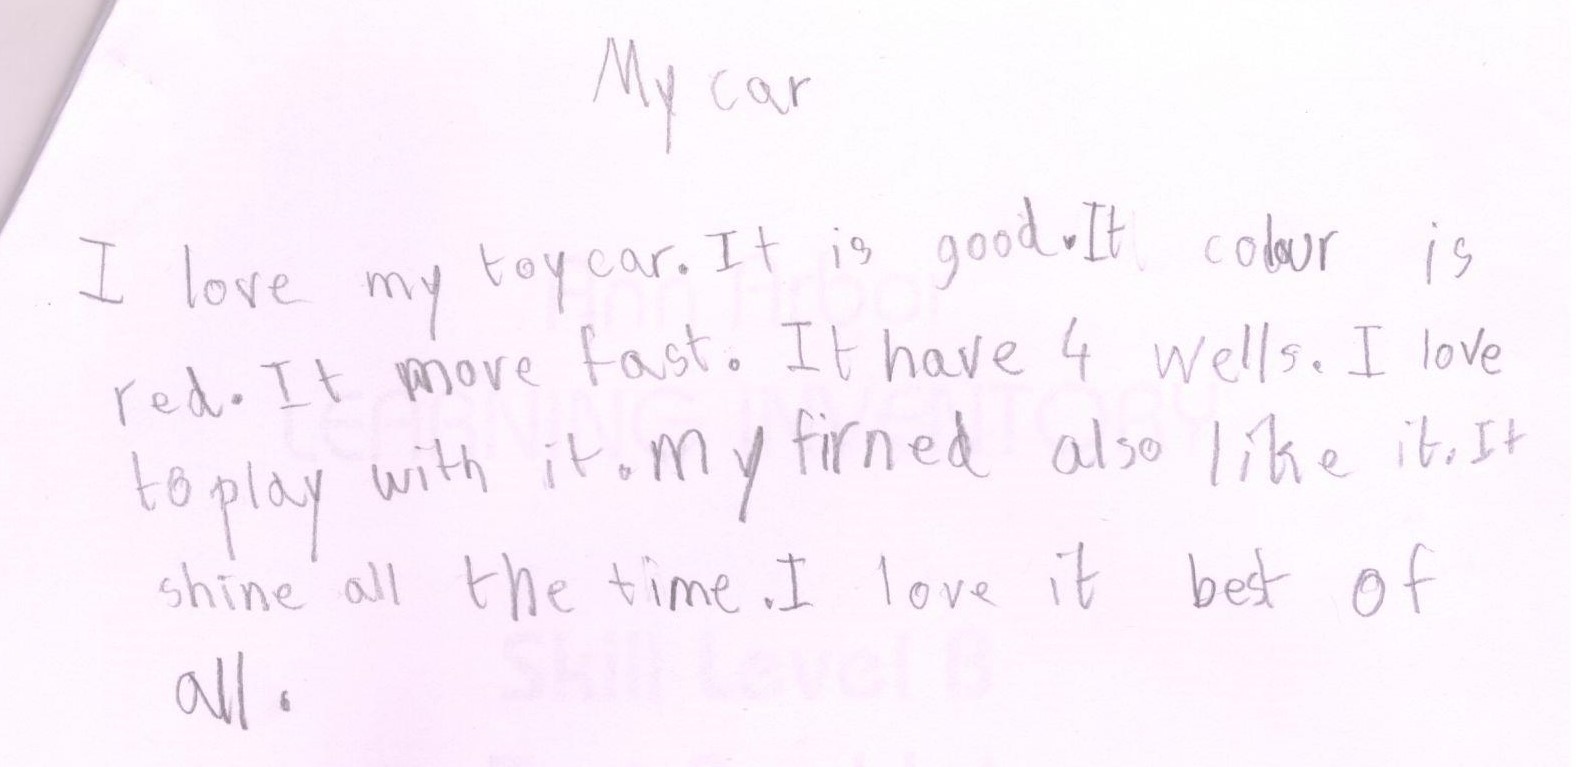 My car
I love my toy car. It is good. It colour is
red. It move fast. It have 4 wells. I love
to play with it. My firned also like it. It
shine all the time. I love it best of
all.
Ann Arbor
LEARNING INVENTORY
Skill Level B